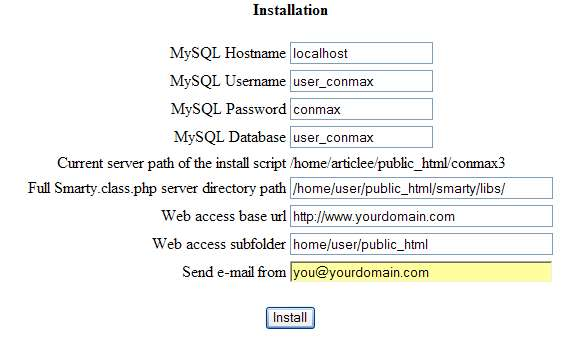 Installation
MySQL Hostname localhost
MySQL Username user_conmax
MySQL Password conmax
MySQL Database user_conmax
Current server path of the install script /home/articlee/public_html/conmax3
Full Smarty.class.php server directory path /home/user/public_html/smarty/libs/
Web access base url http://www.yourdomain.com
Web access subfolder home/user/public_html
Send e-mail from you@yourdomain.com
Install